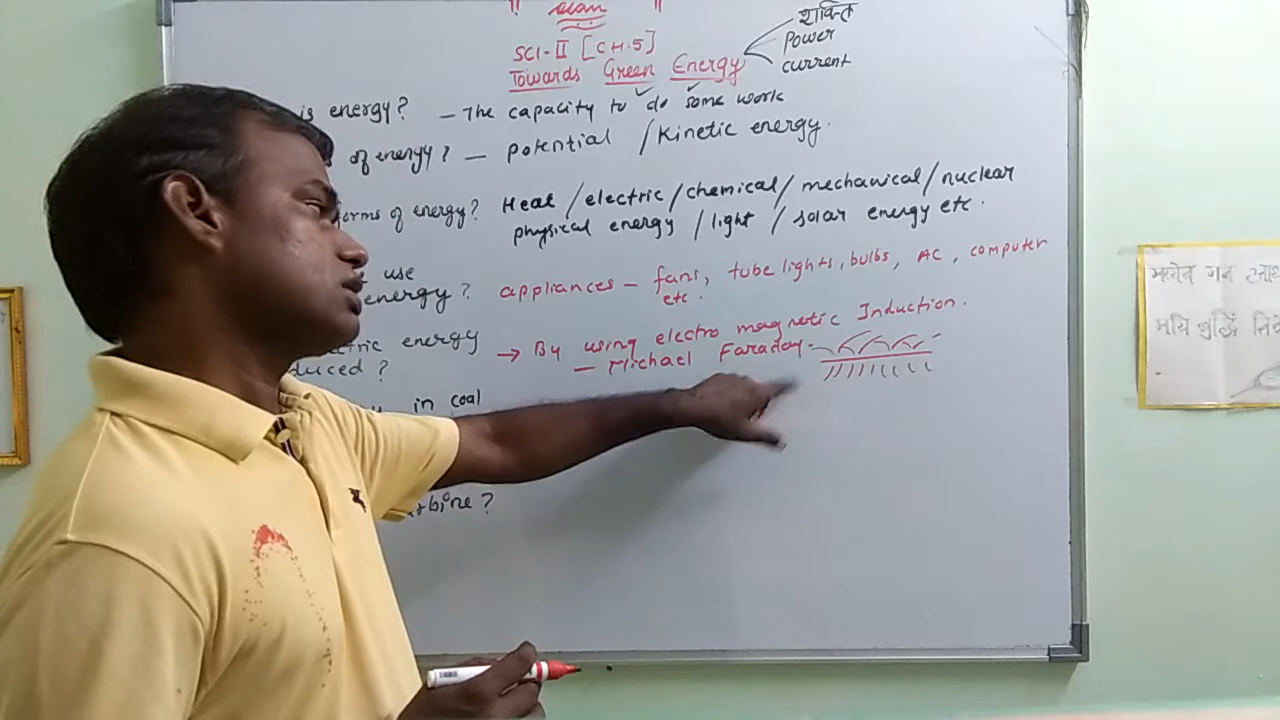 || ocan ||
SCI-II [CH.5]
Towards Green Energy
शक्ति
Power
current
is energy? – The capacity to do some work
of energy? – potential / Kinetic energy.
forms of energy? Heat / electric / chemical / mechanical / nuclear
physical energy / light / solar energy etc.
use
energy? appliances – fans, tube lights, bulbs, AC, computer
etc.
energy → By using electro magnetic Induction.
duced? – Michael Faraday.
in coal
bine?